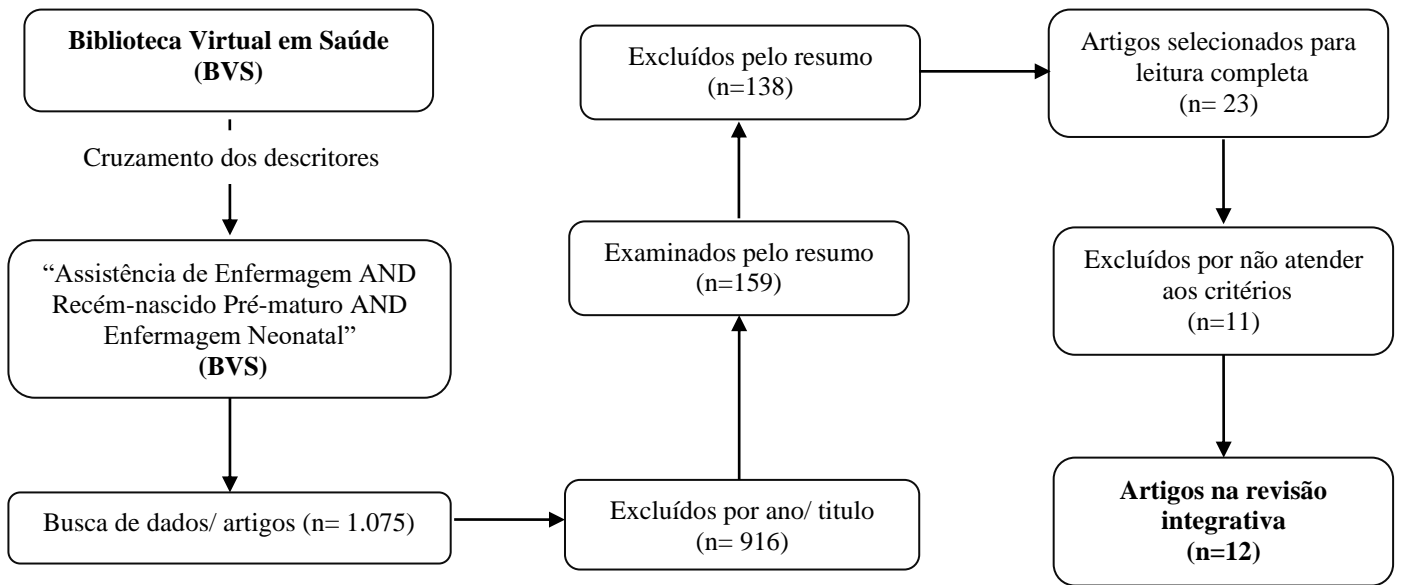 Biblioteca Virtual em Saúde
(BVS)
Cruzamento dos descritores
“Assistência de Enfermagem AND
Recém-nascido Pré-maturo AND
Enfermagem Neonatal”
(BVS)
Busca de dados/ artigos (n= 1.075)
Excluídos por ano/ titulo
(n= 916)
Examinados pelo resumo
(n=159)
Excluídos pelo resumo
(n=138)
Artigos selecionados para
leitura completa
(n= 23)
Excluídos por não atender
aos critérios
(n=11)
Artigos na revisão
integrativa
(n=12)